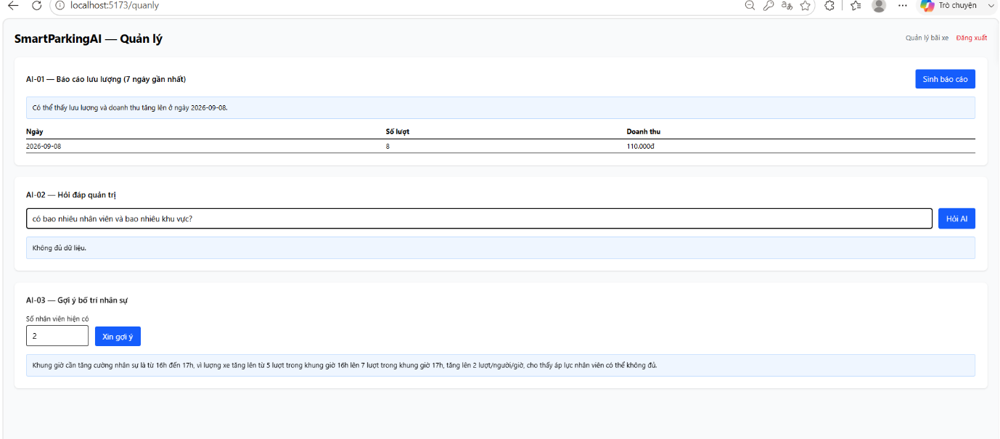 localhost:5173/quanly
Trò chuyện
SmartParkingAI — Quản lý
Quản lý bãi xe Đăng xuất
AI-01 — Báo cáo lưu lượng (7 ngày gần nhất)
Sinh báo cáo
Có thể thấy lưu lượng và doanh thu tăng lên ở ngày 2026-09-08.
Ngày Số lượt Doanh thu
2026-09-08 8 110.000đ
AI-02 — Hỏi đáp quản trị
có bao nhiêu nhân viên và bao nhiêu khu vực?
Hỏi AI
Không đủ dữ liệu.
AI-03 — Gợi ý bố trí nhân sự
Số nhân viên hiện có
2
Xin gợi ý
Khung giờ cần tăng cường nhân sự là từ 16h đến 17h, vì lượng xe tăng lên từ 5 lượt trong khung giờ 16h lên 7 lượt trong khung giờ 17h, tăng lên 2 lượt/người/giờ, cho thấy áp lực nhân viên có thể không đủ.